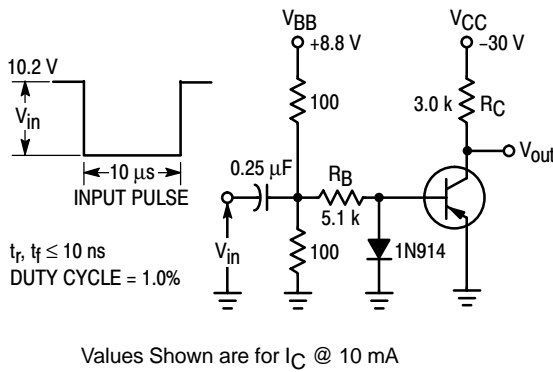 V_BB
+8.8 V
V_CC
−30 V
10.2 V
V_in
10 μs
INPUT PULSE
100
3.0 k
R_C
V_out
0.25 μF
R_B
5.1 k
V_in
100
1N914
t_r, t_f ≤ 10 ns
DUTY CYCLE = 1.0%
Values Shown are for I_C @ 10 mA